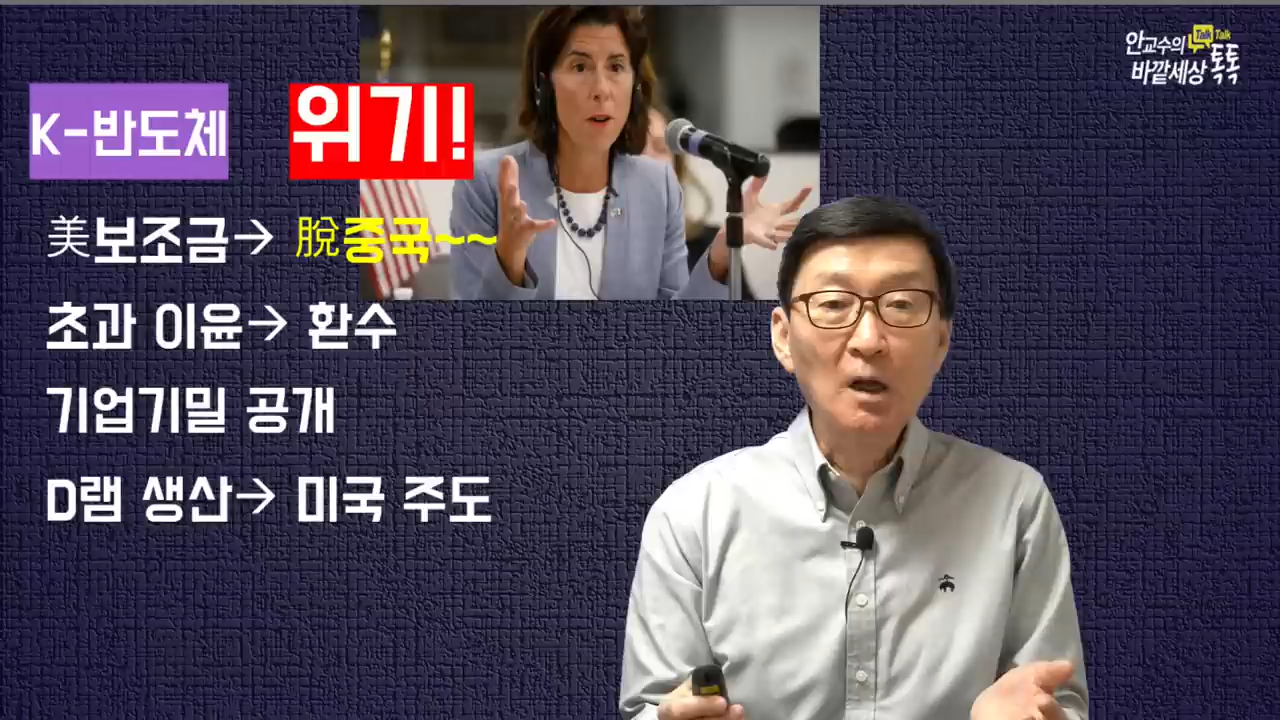 K-반도체 위기!
美보조금→ 脫중국~~
초과 이윤→ 환수
기업기밀 공개
D램 생산→ 미국 주도
안교수의 Talk Talk
바깥세상 톡톡